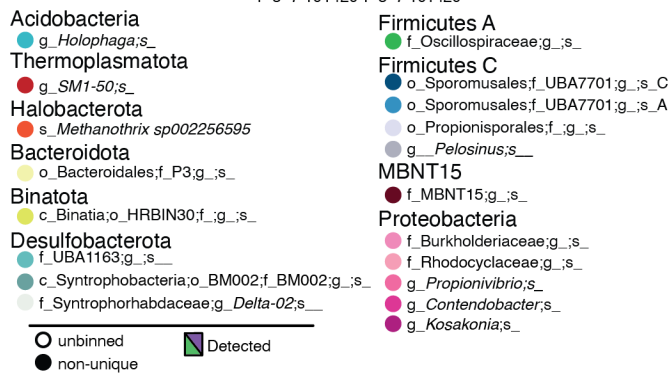 Acidobacteria
g_Holophaga;s_
Thermoplasmatota
g_SM1-50;s_
Halobacterota
s_Methanothrix sp002256595
Bacteroidota
o_Bacteroidales;f_P3;g_;s_
Binatota
c_Binatia;o_HRBIN30;f_;g_;s_
Desulfobacterota
f_UBA1163;g_;s__
c_Syntrophobacteria;o_BM002;f_BM002;g_;s_
f_Syntrophorhabdaceae;g_Delta-02;s__
unbinned
non-unique
Detected
Firmicutes A
f_Oscillospiraceae;g_;s_
Firmicutes C
o_Sporomusales;f_UBA7701;g_;s_C
o_Sporomusales;f_UBA7701;g_;s_A
o_Propionisporales;f_;g_;s_
g__Pelosinus;s__
MBNT15
f_MBNT15;g_;s_
Proteobacteria
f_Burkholderiaceae;g_;s_
f_Rhodocyclaceae;g_;s_
g_Propionivibrio;s_
g_Contendobacter;s_
g_Kosakonia;s_